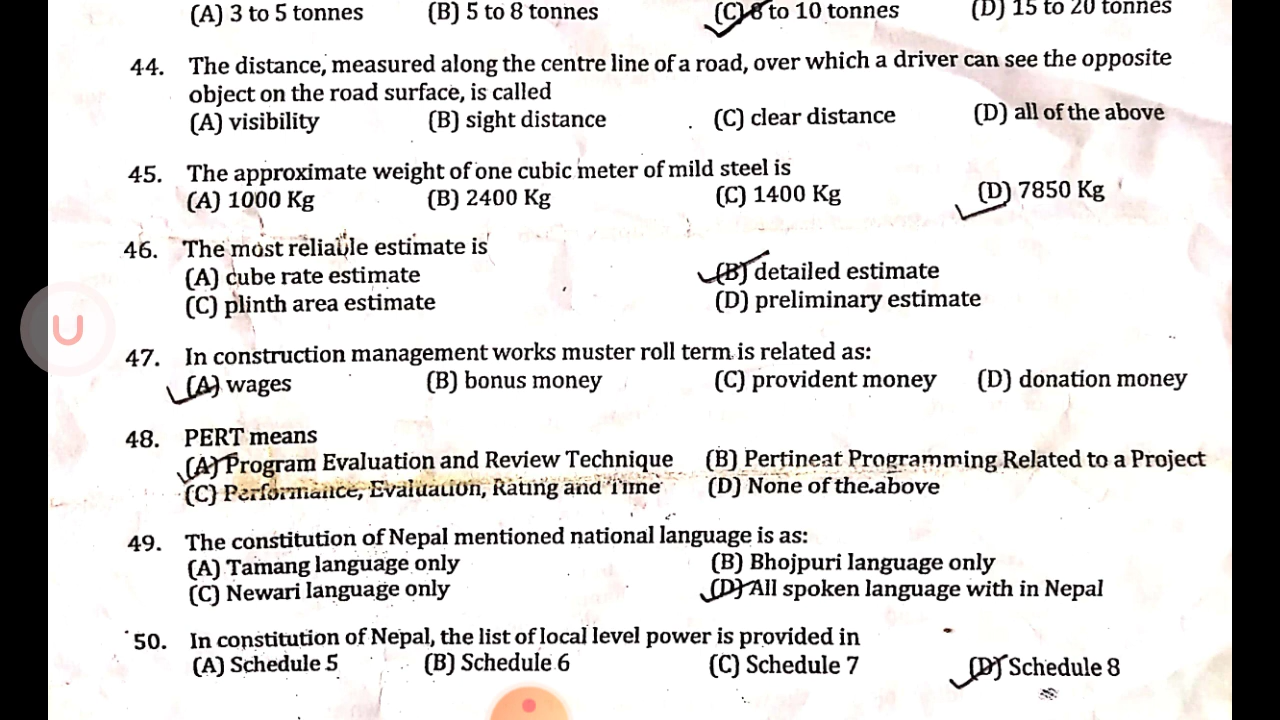 (A) 3 to 5 tonnes (B) 5 to 8 tonnes (C) 8 to 10 tonnes (D) 15 to 20 tonnes
44. The distance, measured along the centre line of a road, over which a driver can see the opposite
object on the road surface, is called
(A) visibility (B) sight distance (C) clear distance (D) all of the above
45. The approximate weight of one cubic meter of mild steel is
(A) 1000 Kg (B) 2400 Kg (C) 1400 Kg (D) 7850 Kg
46. The most reliable estimate is
(A) cube rate estimate (B) detailed estimate
(C) plinth area estimate (D) preliminary estimate
47. In construction management works muster roll term is related as:
(A) wages (B) bonus money (C) provident money (D) donation money
48. PERT means
(A) Program Evaluation and Review Technique (B) Pertineat Programming Related to a Project
(C) Performance, Evaluation, Rating and Time (D) None of the above
49. The constitution of Nepal mentioned national language is as:
(A) Tamang language only (B) Bhojpuri language only
(C) Newari language only (D) All spoken language with in Nepal
50. In constitution of Nepal, the list of local level power is provided in
(A) Schedule 5 (B) Schedule 6 (C) Schedule 7 (D) Schedule 8